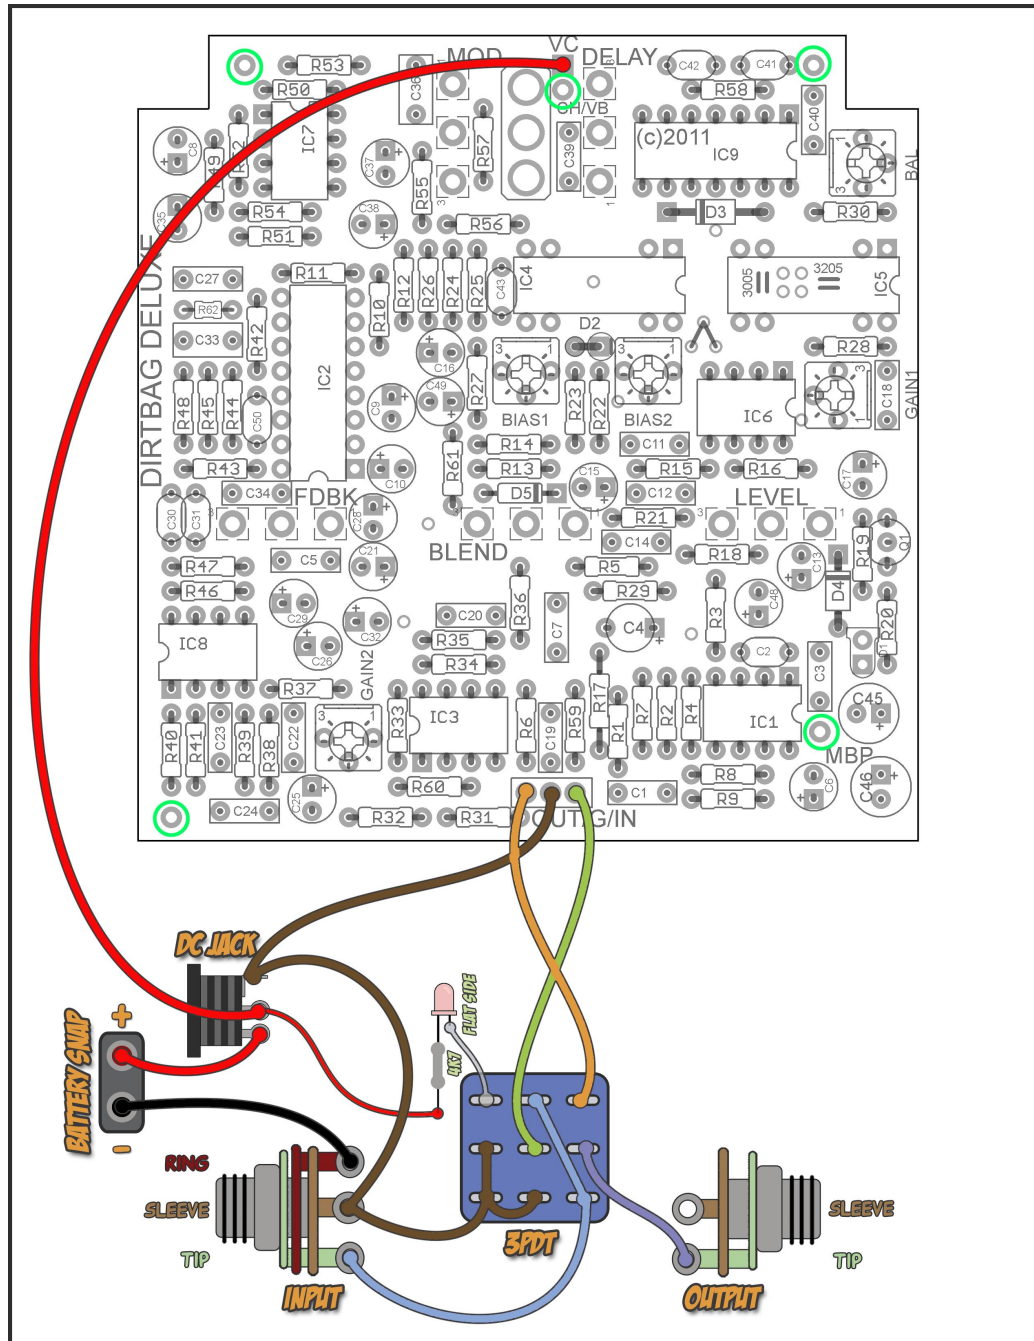 VC
MOD
DELAY
R53
C36
C42
C41
R50
R58
IC7
CH/VB
C40
C8
R49
R52
R57
C39
(c)2011
IC9
BAL
C37
R55
C35
R54
C38
R56
D3
R30
R51
DIRTBAG DELUXE
C27
R11
R10
R12
R26
R24
R25
C43
IC4
3005
3205
IC5
R62
C33
R42
D2
R28
C16
IC2
C9
C49
R27
BIAS1
R23
R22
BIAS2
IC6
GAIN1
C18
R48
R45
R44
C50
R61
R14
C11
R43
C10
R13
C15
R15
R16
C17
C34
FDBK
D5
C12
LEVEL
C30
C31
C28
BLEND
R21
C14
R18
C13
R19
Q1
R47
C5
C21
R5
D4
R46
C29
R36
R29
C48
R20
C20
C7
R3
IC8
C32
R35
C4
C26
R34
C2
C3
D1
GAIN2
R37
R17
C45
R33
IC3
R6
C19
R59
R1
R7
R2
R4
IC1
R40
R41
C23
R39
R38
C22
MBP
R60
R8
C6
C46
C25
C1
R9
C24
R32
R31
OUT/G/IN
DC JACK
+
BATTERY SNAP
-
FLAT SIDE
4K7
RING
SLEEVE
TIP
INPUT
3PDT
SLEEVE
TIP
OUTPUT